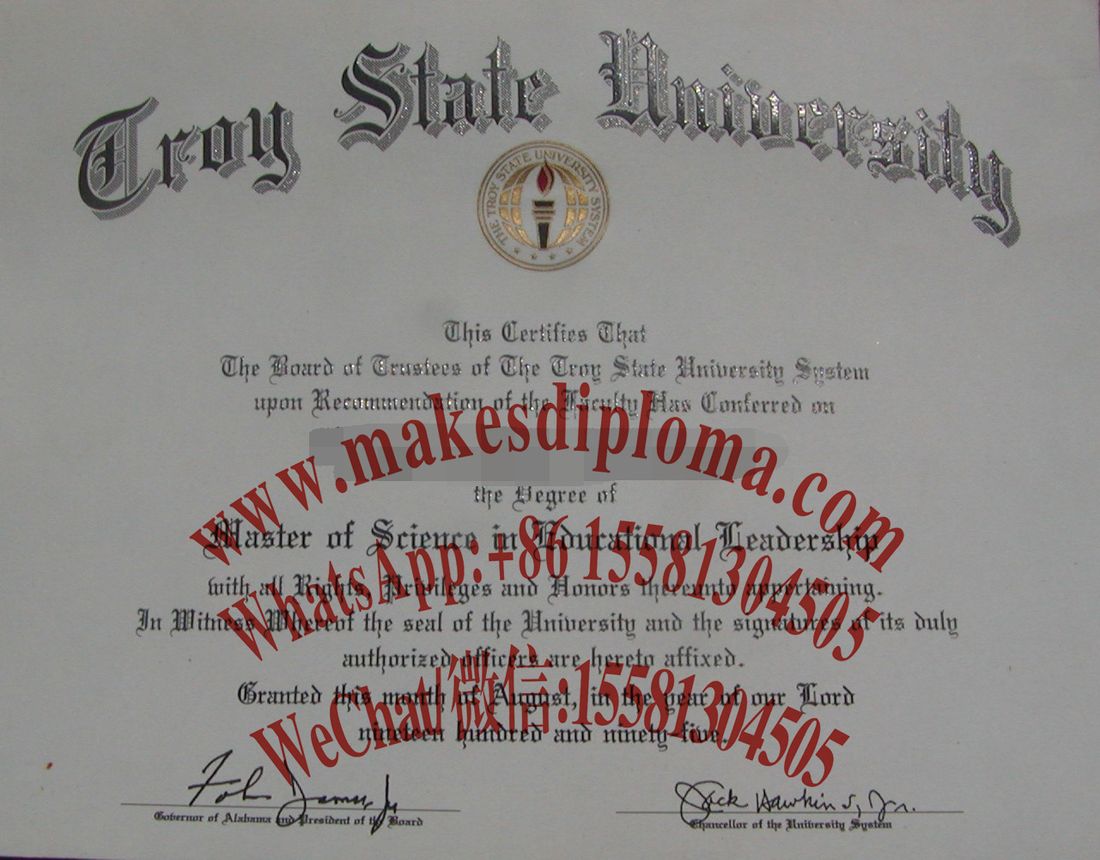 Troy State University
THE TROY STATE UNIVERSITY SYSTEM
This Certifies That
The Board of Trustees of The Troy State University System
upon Recommendation of the Faculty Has Conferred on
www.makesdiploma.com
the Degree of
Master of Science in Educational Leadership
WhatsApp:+86 15581304505
with all Rights, Privileges and Honors thereunto appertaining.
In Witness Whereof the seal of the University and the signatures of its duly
authorized officers are hereto affixed.
Granted this month of August, in the year of our Lord
WeChat/微信:15581304505
nineteen hundred and ninety-five.
Jack Hawkins, Jr.
Governor of Alabama and President of the Board
Chancellor of the University System